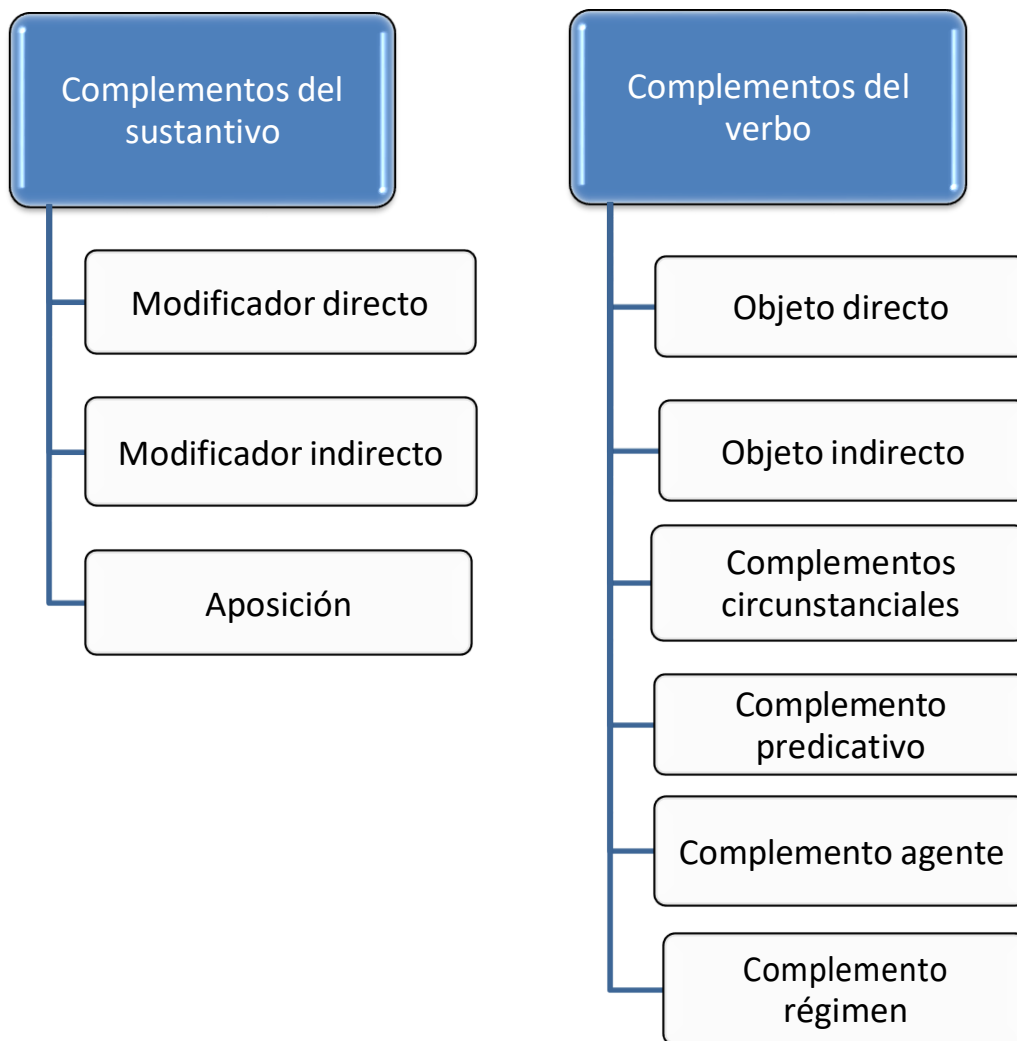 Complementos del
sustantivo
Modificador directo
Modificador indirecto
Aposición
Complementos del
verbo
Objeto directo
Objeto indirecto
Complementos
circunstanciales
Complemento
predicativo
Complemento agente
Complemento
régimen